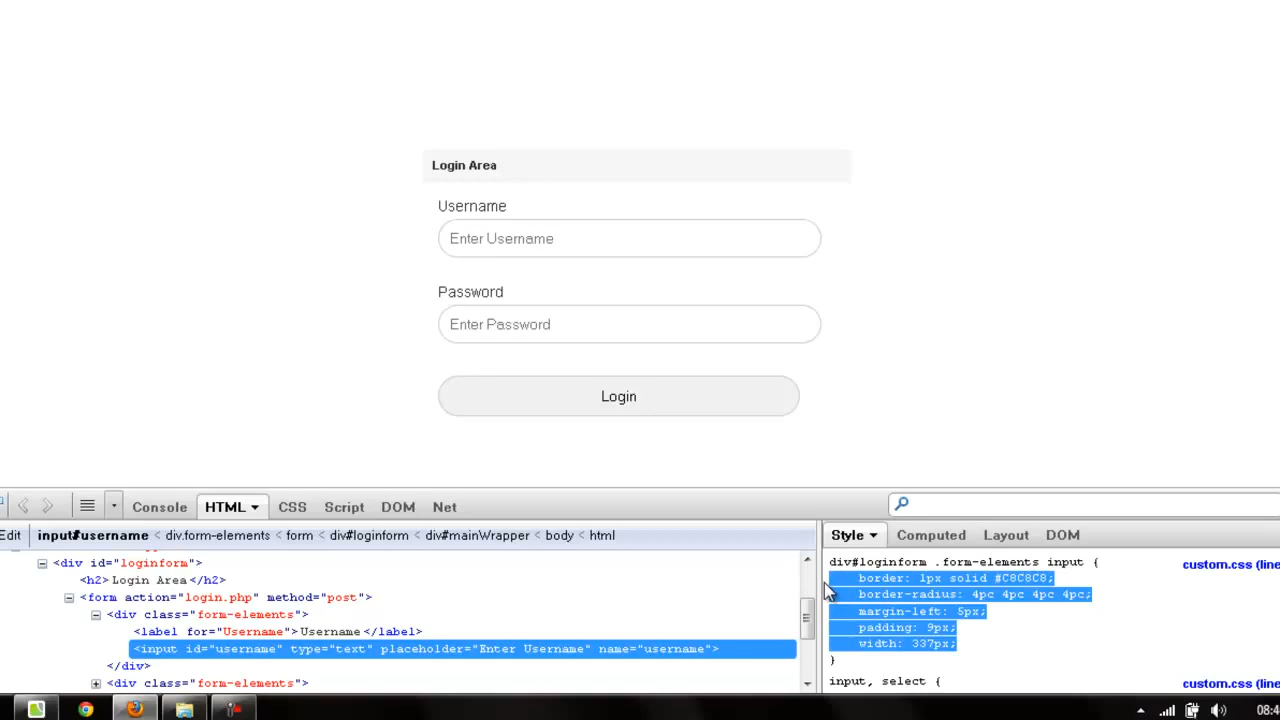 Login Area
Username
Enter Username
Password
Enter Password
Login
Console HTML CSS Script DOM Net
Edit input#username < div.form-elements < form < div#loginform < div#mainWrapper < body < html
<div id="loginform">
<h2>Login Area</h2>
<form action="login.php" method="post">
<div class="form-elements">
<label for="Username">Username</label>
<input id="username" type="text" placeholder="Enter Username" name="username">
</div>
<div class="form-elements">
Style Computed Layout DOM
div#loginform .form-elements input { custom.css (line
border: 1px solid #C8C8C8;
border-radius: 4pc 4pc 4pc 4pc;
margin-left: 5px;
padding: 9px;
width: 337px;
}
input, select { custom.css (line